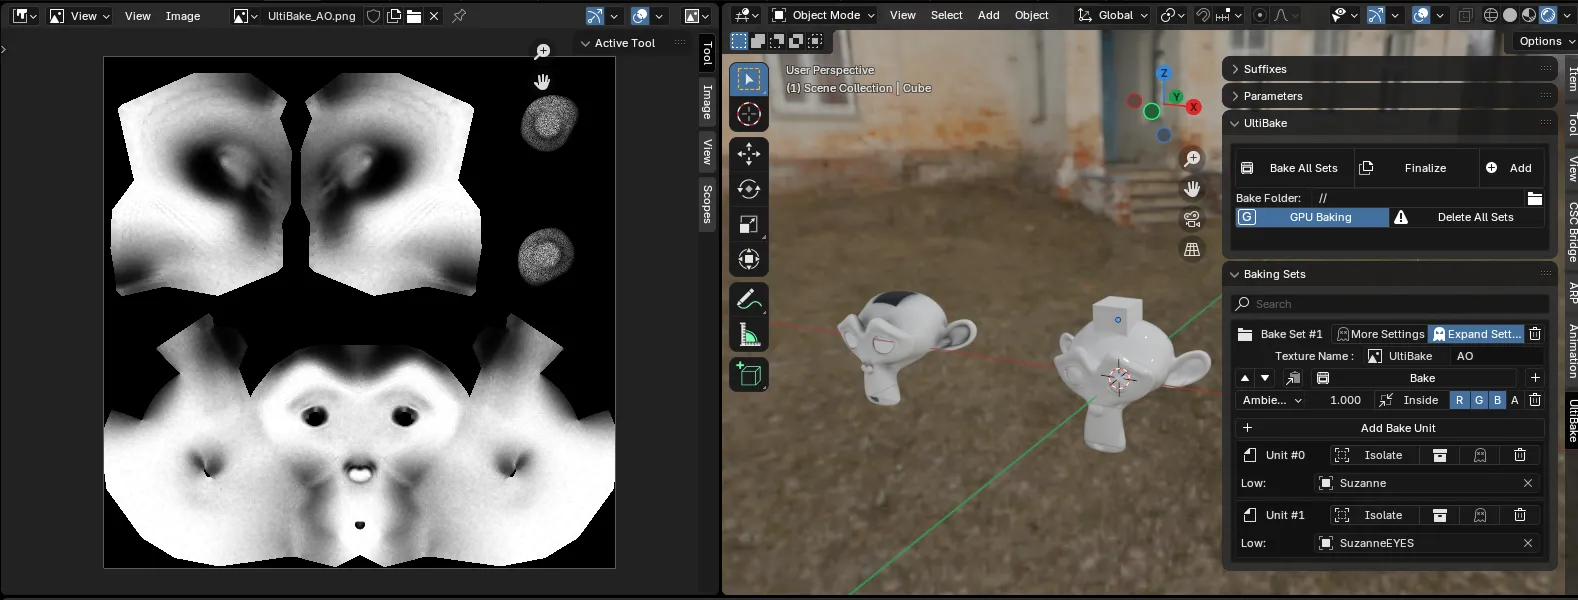 View
View
Image
UltiBake_AO.png
Active Tool
Tool
Image
View
Scopes
Object Mode
View
Select
Add
Object
Global
Options
User Perspective
(1) Scene Collection | Cube
Z
Y
X
Suffixes
Parameters
UltiBake
Bake All Sets
Finalize
Add
Bake Folder:
//
G
GPU Baking
Delete All Sets
Baking Sets
Search
Bake Set #1
More Settings
Expand Sett...
Texture Name :
UltiBake
AO
Bake
Ambie...
1.000
Inside
R
G
B
A
Add Bake Unit
Unit #0
Isolate
Low:
Suzanne
Unit #1
Isolate
Low:
SuzanneEYES
Item
Tool
View
CSC Bridge
ARP
Animation
UltiBake